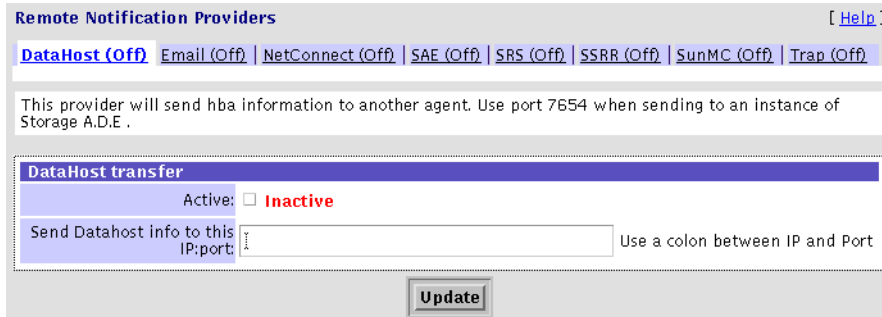 Remote Notification Providers [ Help ]
DataHost (Off) Email (Off) | NetConnect (Off) | SAE (Off) | SRS (Off) | SSRR (Off) | SunMC (Off) | Trap (Off)
This provider will send hba information to another agent. Use port 7654 when sending to an instance of
Storage A.D.E .
DataHost transfer
Active: Inactive
Send Datahost info to this
IP:port: Use a colon between IP and Port
Update